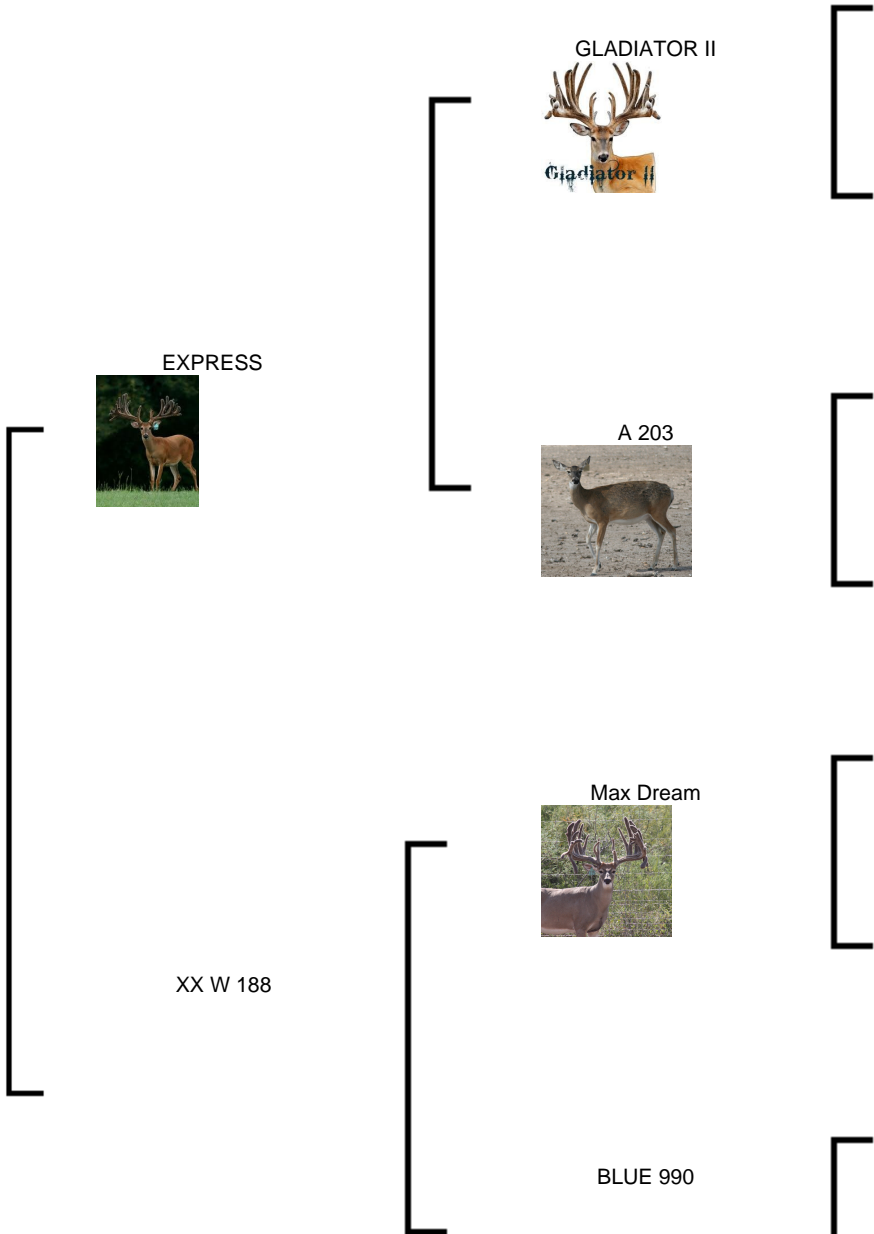 GLADIATOR II
Gladiator II
EXPRESS
A 203
Max Dream
XX W 188
BLUE 990